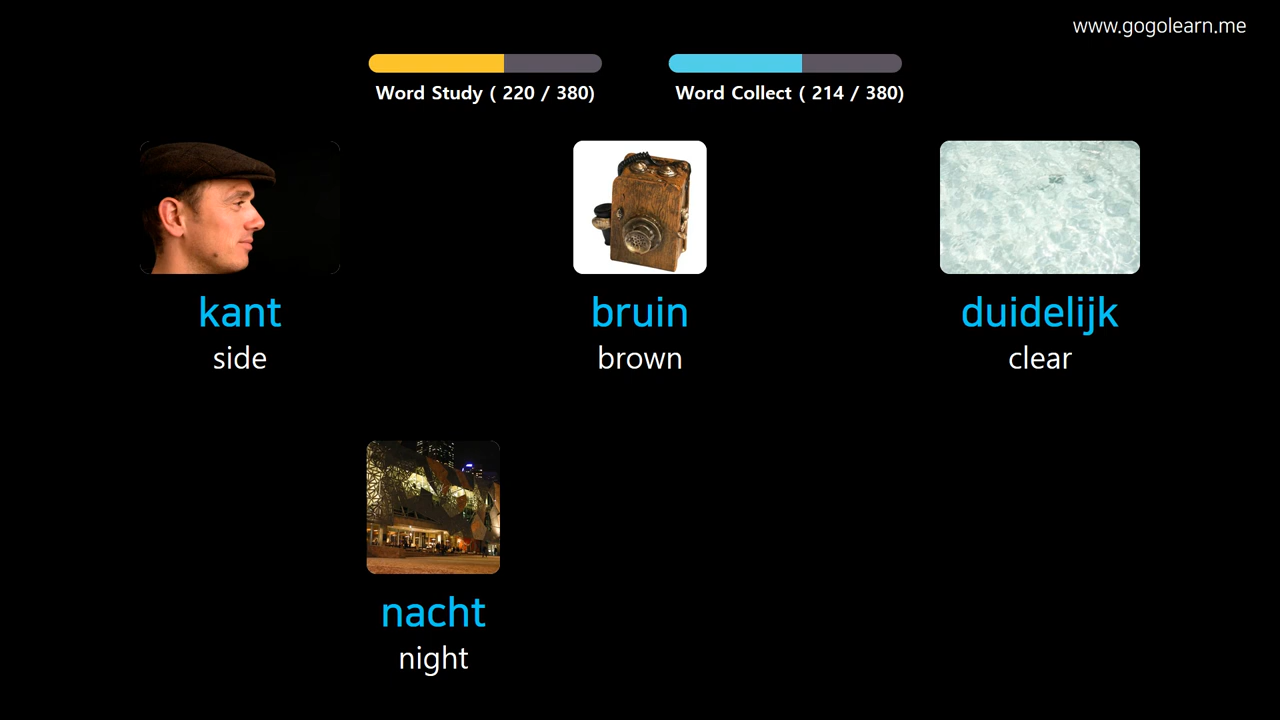 www.gogolearn.me
Word Study ( 220 / 380)
Word Collect ( 214 / 380)
kant
side
bruin
brown
duidelijk
clear
nacht
night